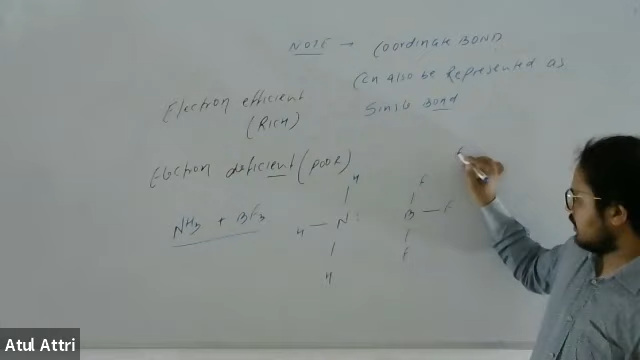 NOTE → Coordinate BOND
Can also be Represented as
Single Bond
Electron efficient
(RICH)
Electron deficient (POOR)
NH3 + BF3
H
H — N :
H
F
B — F
F
Atul Attri